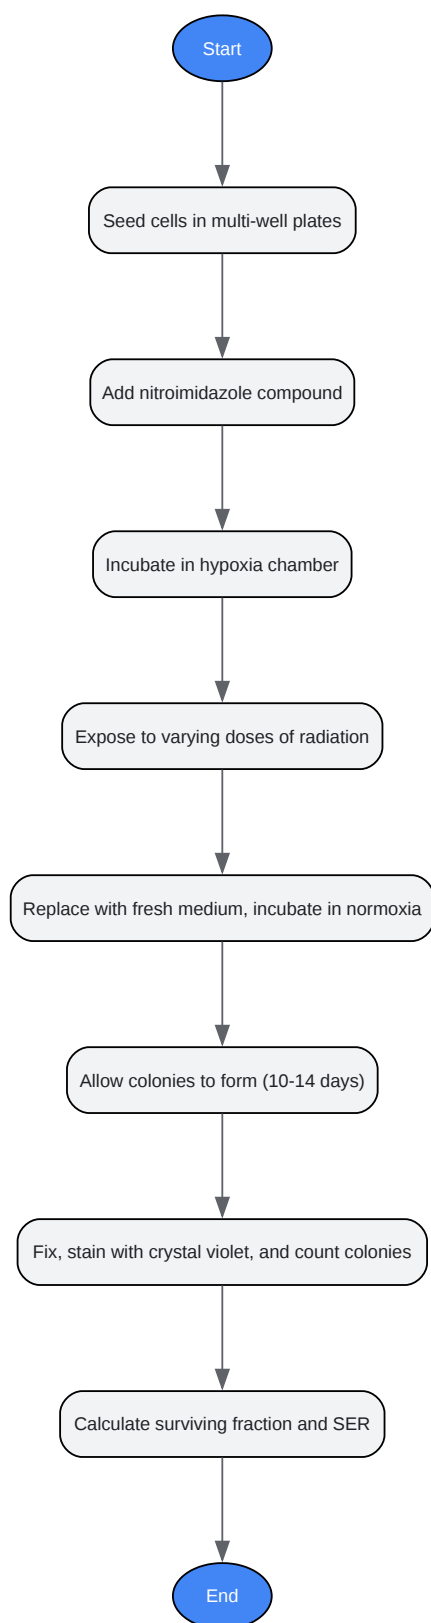 Start
Seed cells in multi-well plates
Add nitroimidazole compound
Incubate in hypoxia chamber
Expose to varying doses of radiation
Replace with fresh medium, incubate in normoxia
Allow colonies to form (10-14 days)
Fix, stain with crystal violet, and count colonies
Calculate surviving fraction and SER
End